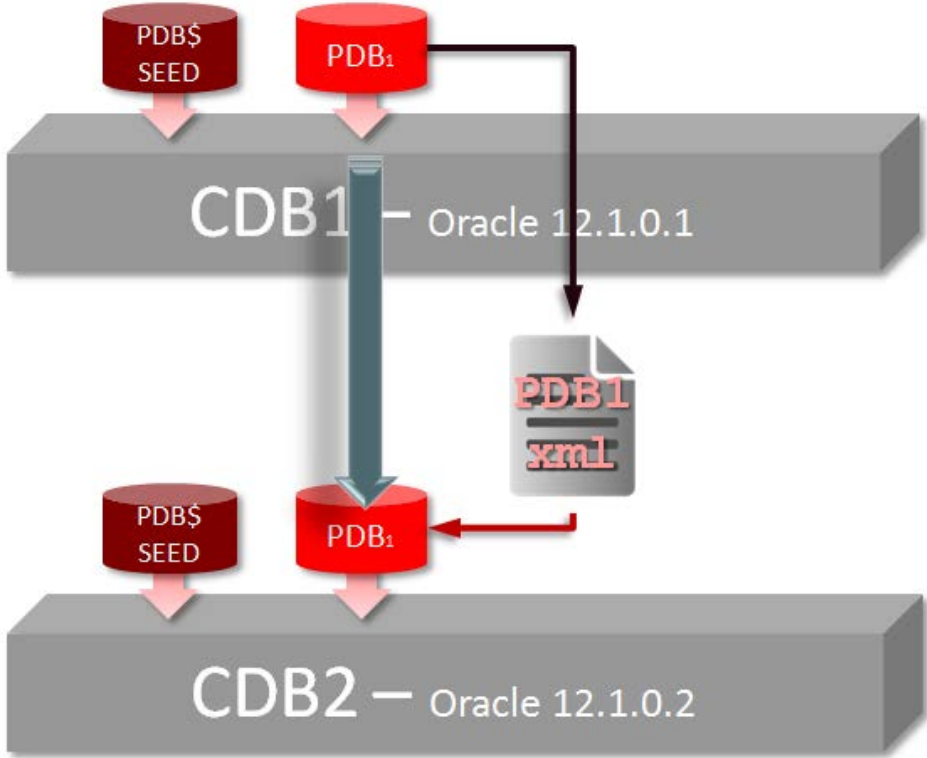 PDB$
SEED
PDB₁
CDB1 – Oracle 12.1.0.1
PDB1
xml
PDB$
SEED
PDB₁
CDB2 – Oracle 12.1.0.2